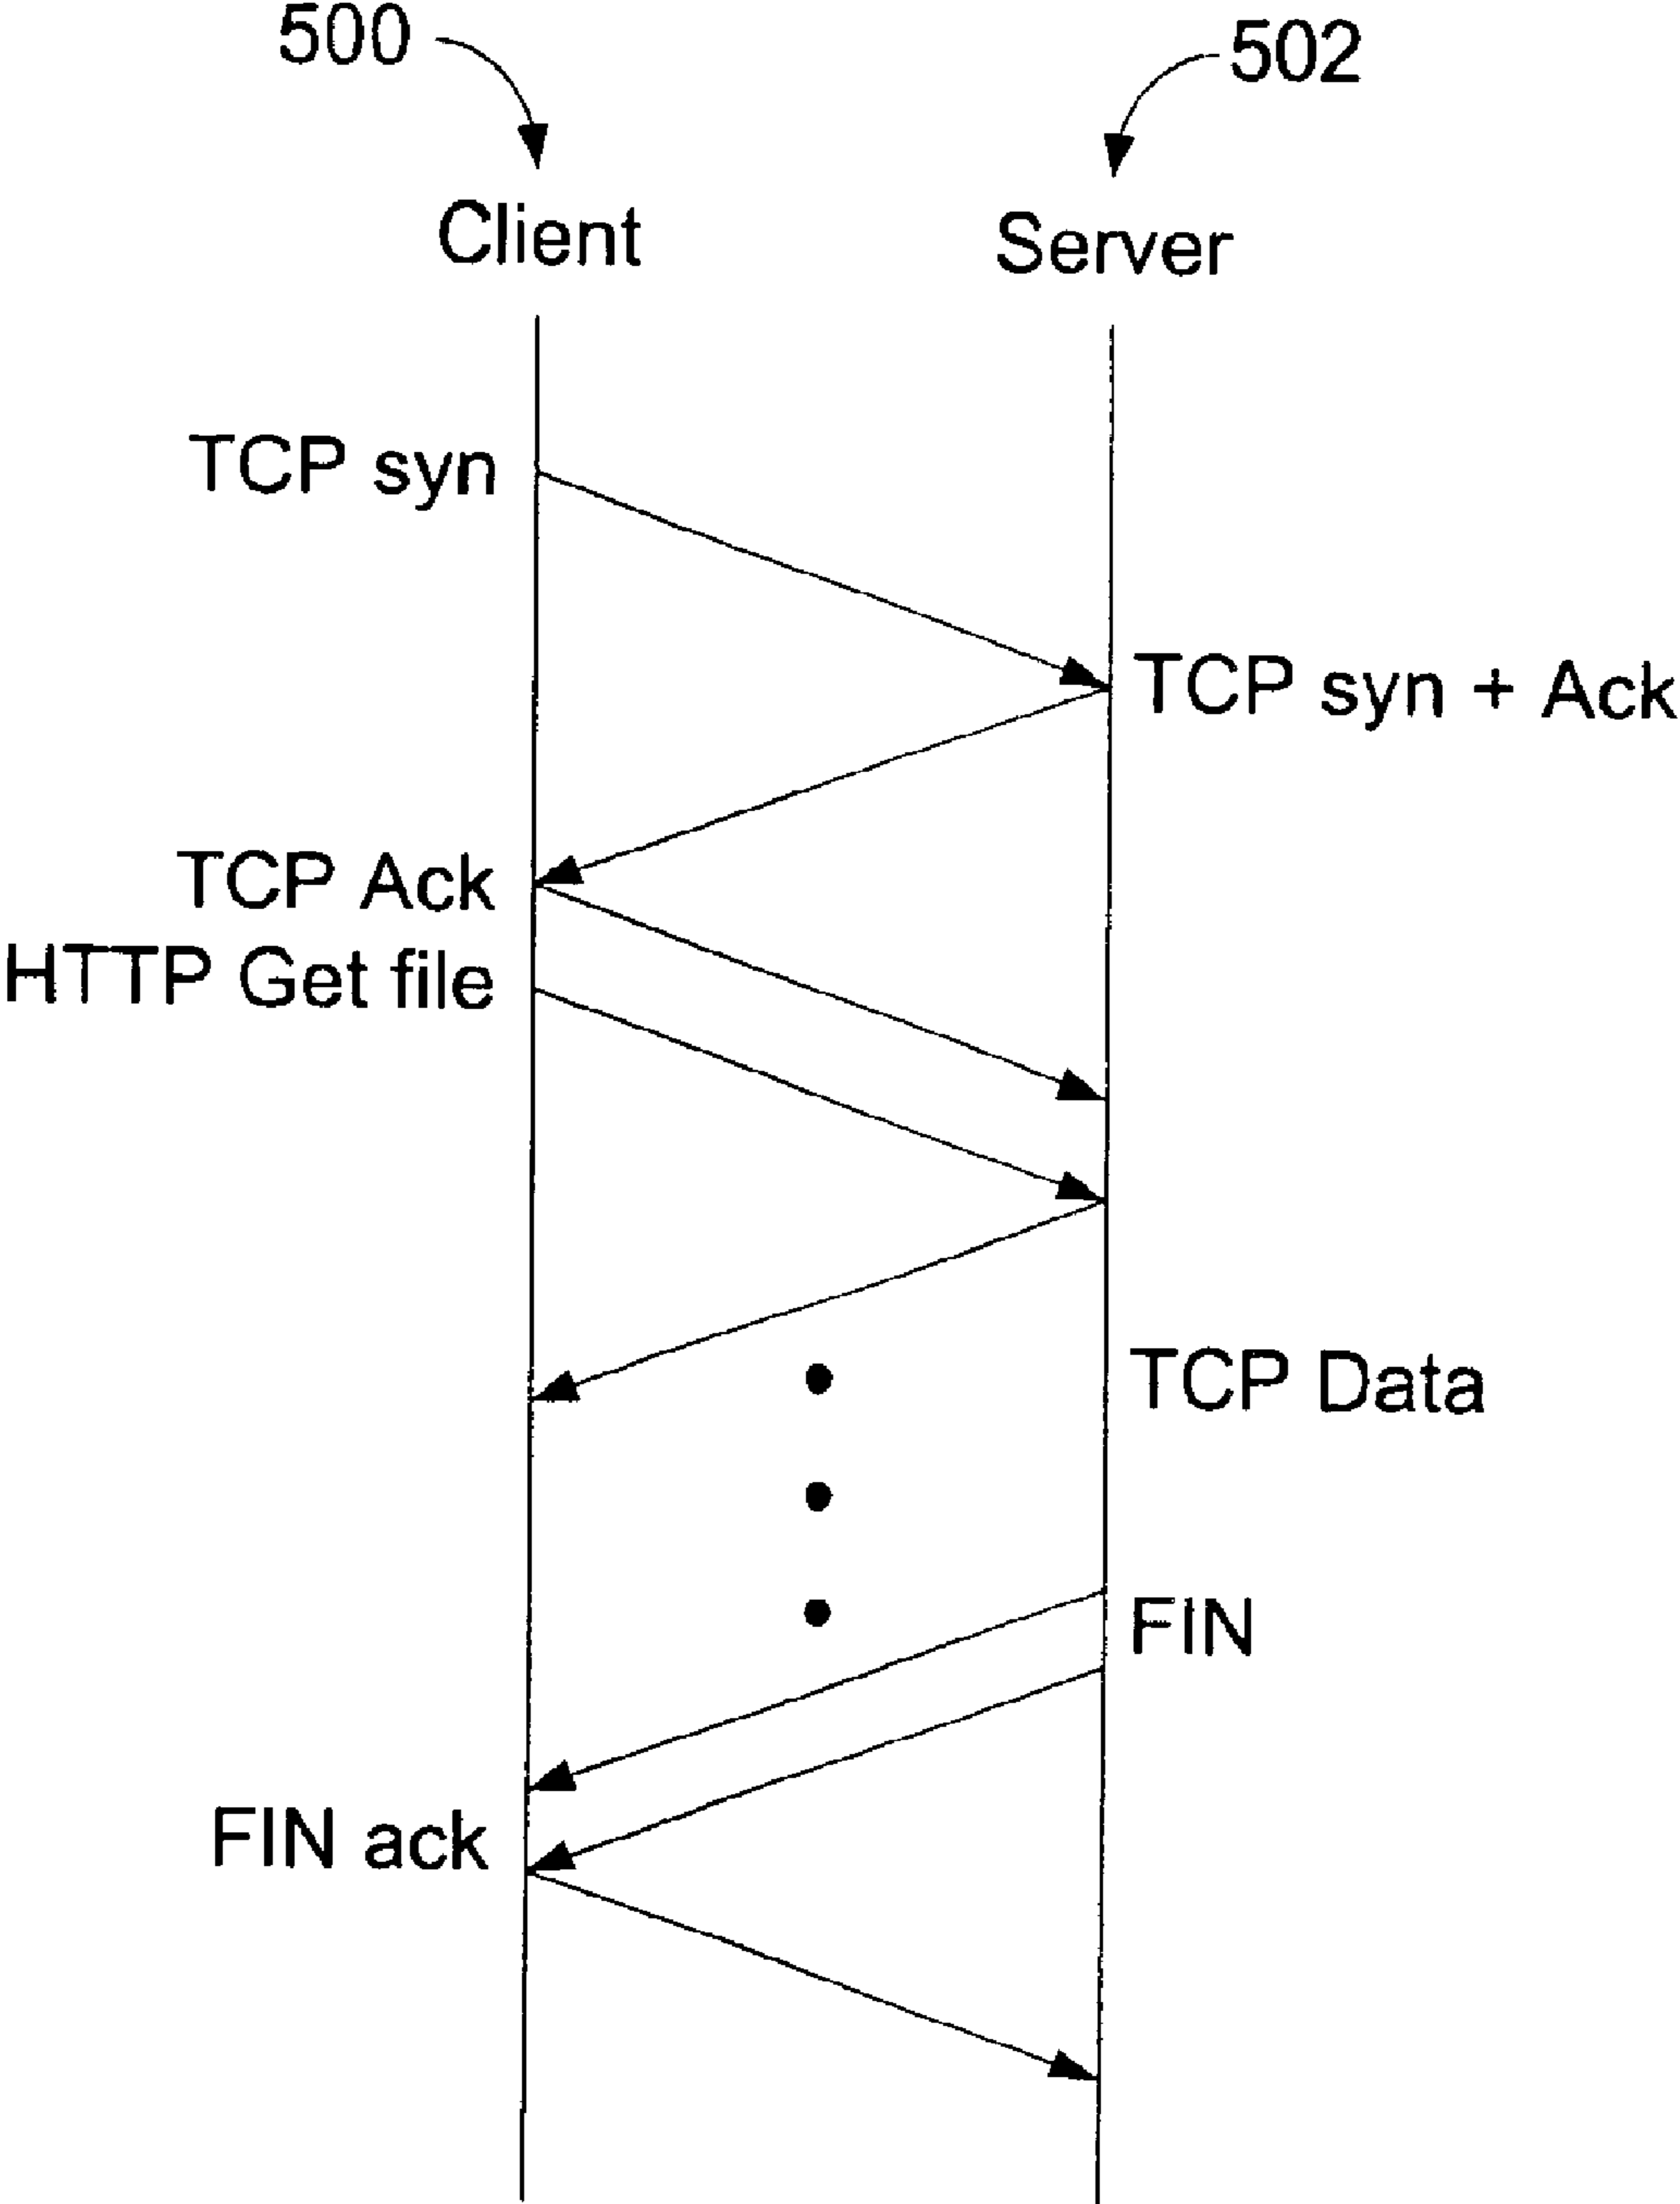 500
502
Client
Server
TCP syn
TCP syn + Ack
TCP Ack
HTTP Get file
TCP Data
FIN
FIN ack